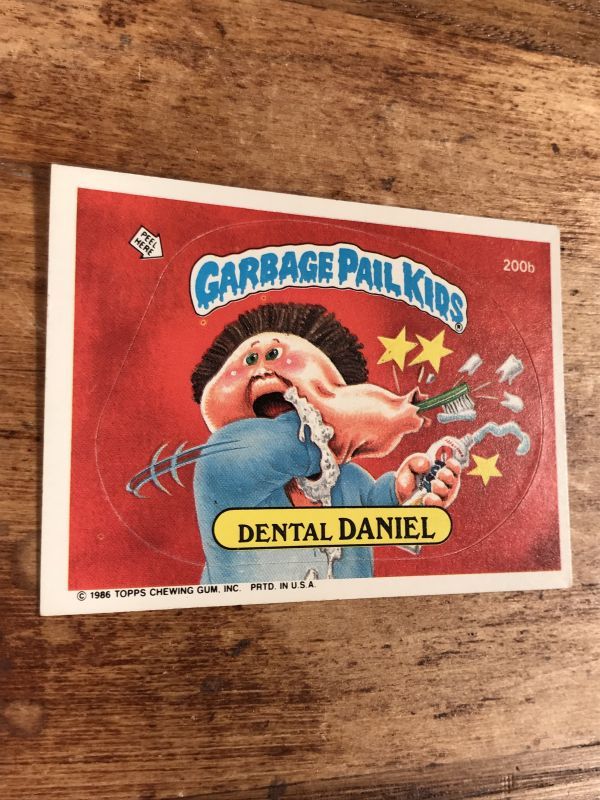 PEEL
HERE
GARBAGE PAIL KIDS
®
200b
DENTAL DANIEL
© 1986 TOPPS CHEWING GUM, INC. PRTD. IN U.S.A.